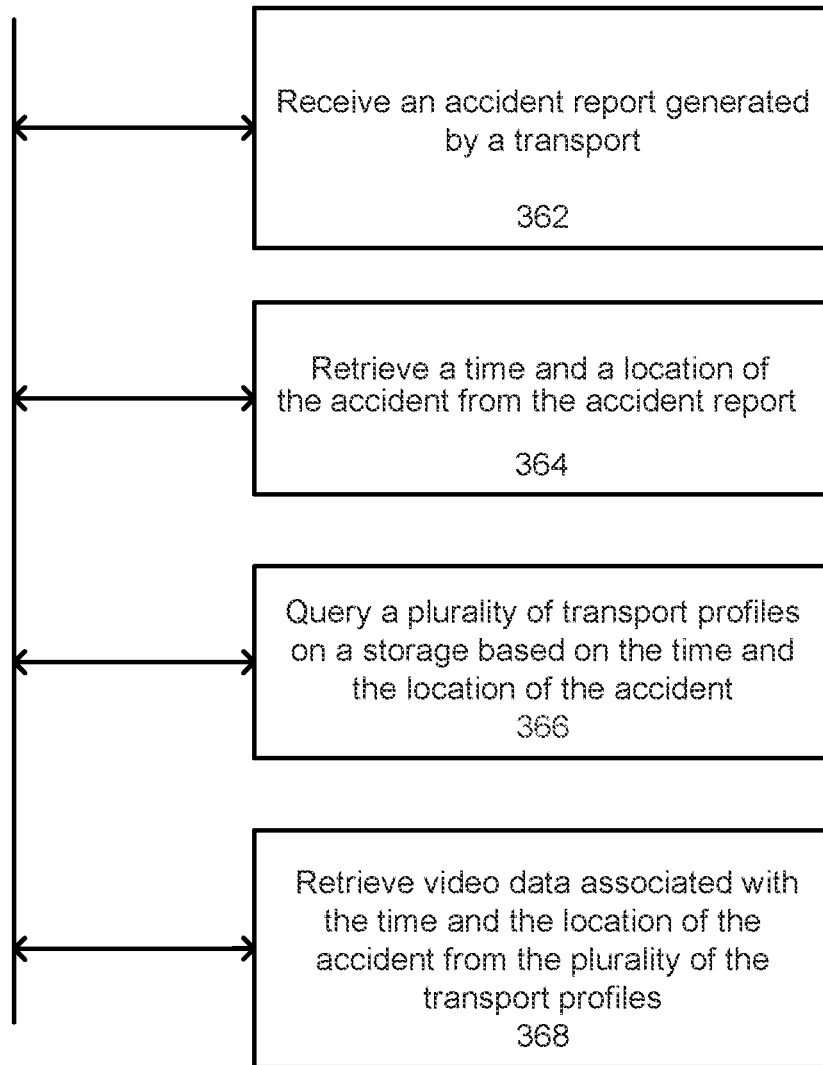 Receive an accident report generated
by a transport
362
Retrieve a time and a location of
the accident from the accident report
364
Query a plurality of transport profiles
on a storage based on the time and
the location of the accident
366
Retrieve video data associated with
the time and the location of the
accident from the plurality of the
transport profiles
368